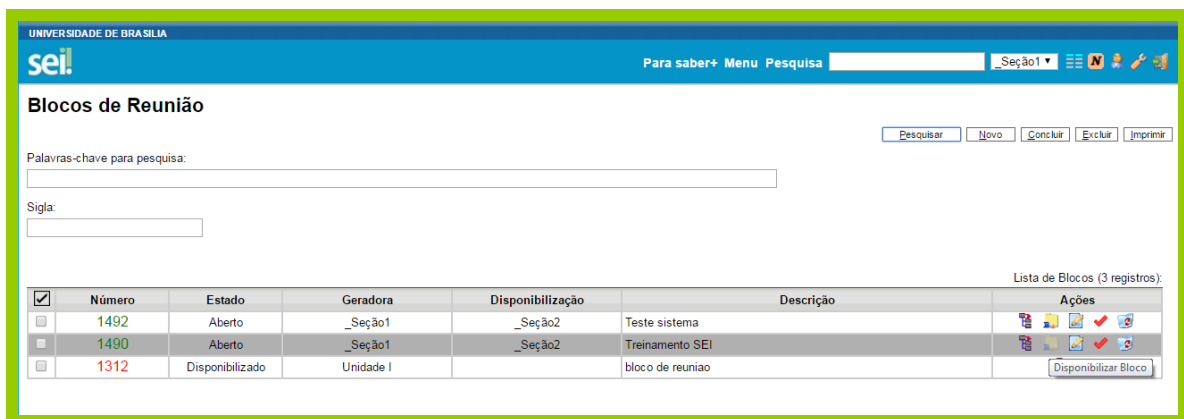 UNIVERSIDADE DE BRASILIA
sei!
Para saber+ Menu Pesquisa _Seção1 N
Blocos de Reunião
Pesquisar Novo Concluir Excluir Imprimir
Palavras-chave para pesquisa:
Sigla:
Lista de Blocos (3 registros):
Número Estado Geradora Disponibilização Descrição Ações
1492 Aberto _Seção1 _Seção2 Teste sistema
1490 Aberto _Seção1 _Seção2 Treinamento SEI
1312 Disponibilizado Unidade I bloco de reuniao
Disponibilizar Bloco